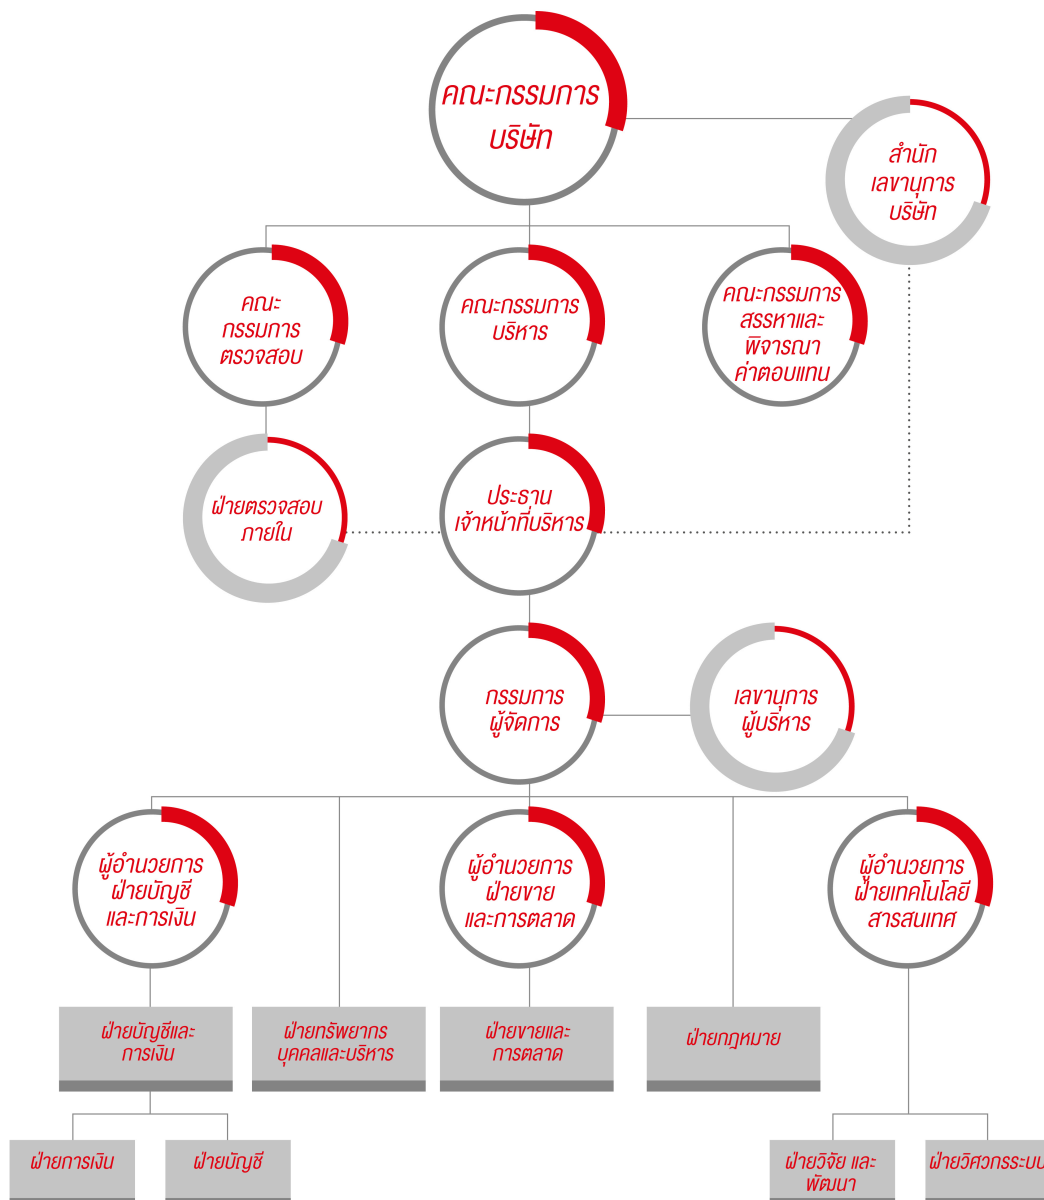 คณะกรรมการ
บริษัท
สำนัก
เลขานุการ
บริษัท
คณะ
กรรมการ
ตรวจสอบ
คณะกรรมการ
บริหาร
คณะกรรมการ
สรรหาและ
พิจารณา
ค่าตอบแทน
ฝ่ายตรวจสอบ
ภายใน
ประธาน
เจ้าหน้าที่บริหาร
กรรมการ
ผู้จัดการ
เลขานุการ
ผู้บริหาร
ผู้อำนวยการ
ฝ่ายบัญชี
และการเงิน
ผู้อำนวยการ
ฝ่ายขาย
และการตลาด
ผู้อำนวยการ
ฝ่ายเทคโนโลยี
สารสนเทศ
ฝ่ายบัญชีและ
การเงิน
ฝ่ายทรัพยากร
บุคคลและบริหาร
ฝ่ายขายและ
การตลาด
ฝ่ายกฎหมาย
ฝ่ายการเงิน
ฝ่ายบัญชี
ฝ่ายวิจัย และ
พัฒนา
ฝ่ายวิศวกรระบบ